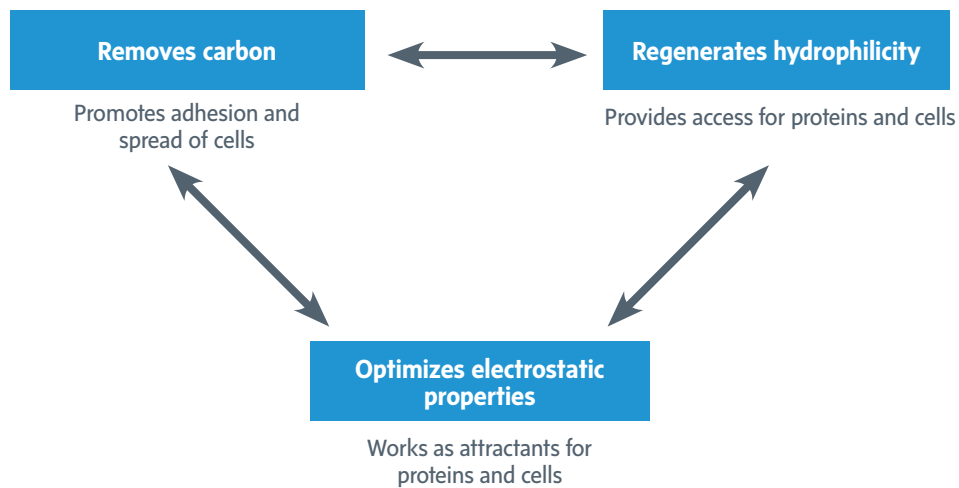 Removes carbon
Promotes adhesion and
spread of cells
Regenerates hydrophilicity
Provides access for proteins and cells
Optimizes electrostatic
properties
Works as attractants for
proteins and cells